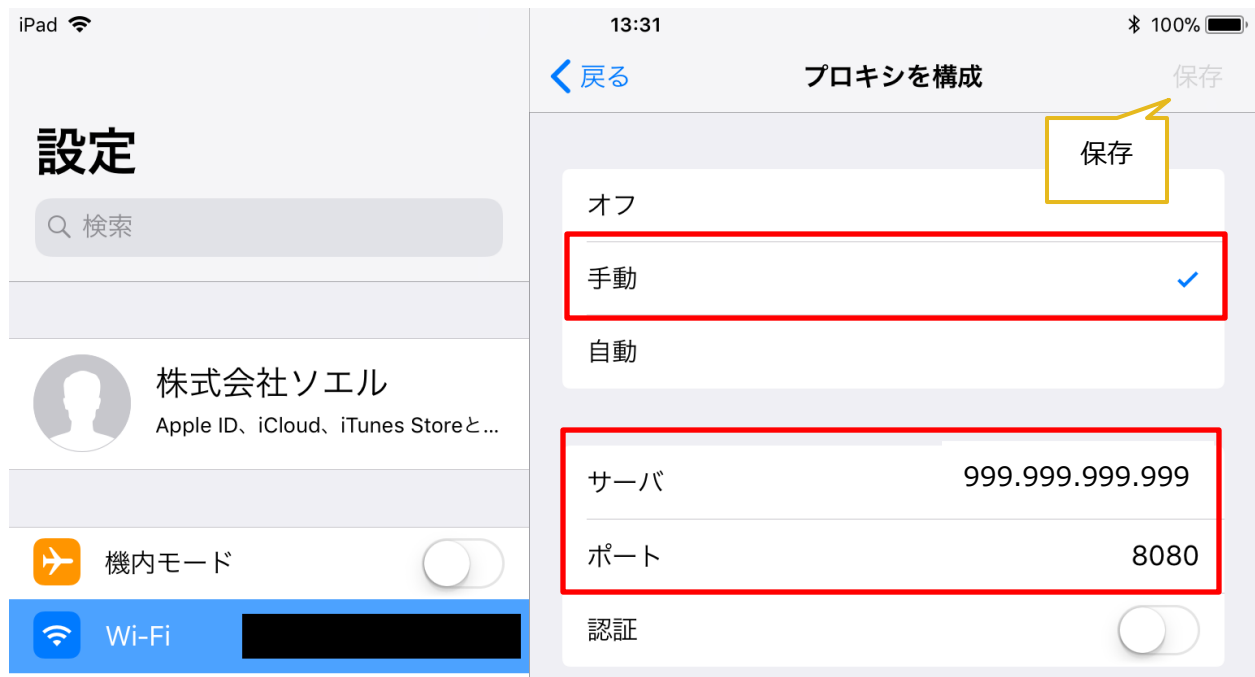 iPad
13:31
100%
戻る
プロキシを構成
保存
保存
設定
検索
オフ
手動
自動
株式会社ソエル
Apple ID、iCloud、iTunes Storeと...
サーバ 999.999.999.999
ポート 8080
認証
機内モード
Wi-Fi